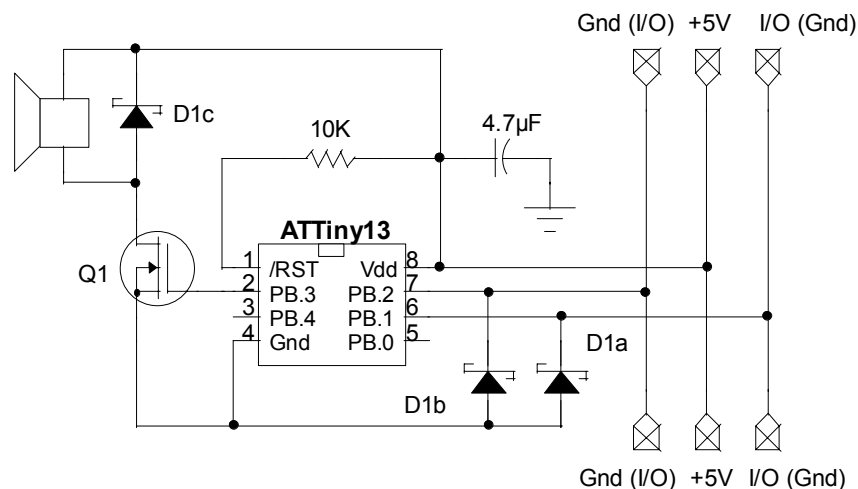 Gnd (I/O) +5V I/O (Gnd)
D1c
10K
4.7µF
ATTiny13
Q1
1 /RST Vdd 8
2 PB.3 PB.2 7
3 PB.4 PB.1 6
4 Gnd PB.0 5
D1a
D1b
Gnd (I/O) +5V I/O (Gnd)